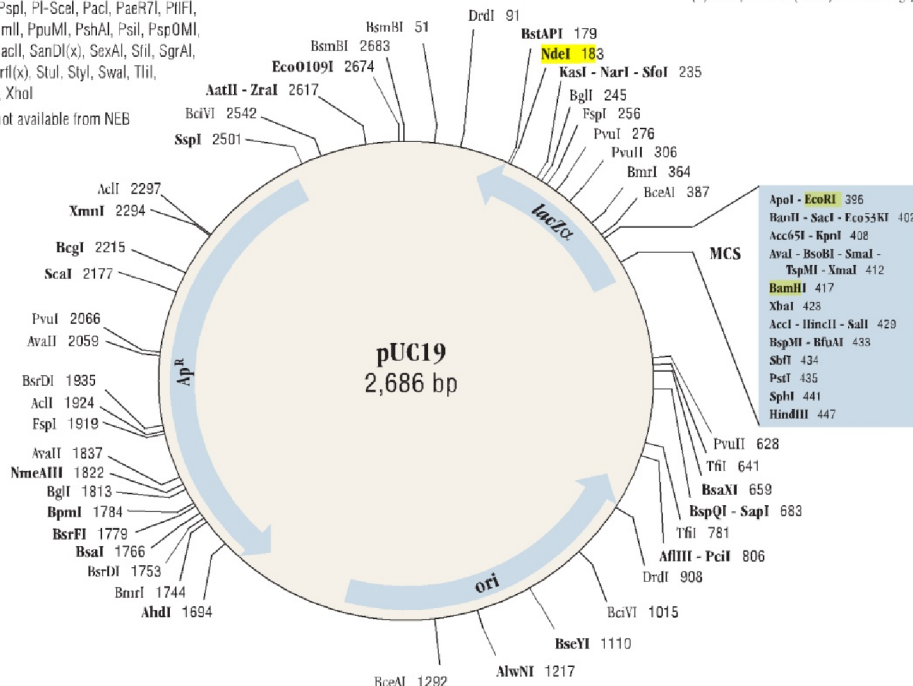 PspI, PI-SceI, PacI, PaeR7I, PflFI,
mII, PpuMI, PshAI, PsiI, PspOMI,
acII, SanDI(x), SexAI, SfiI, SgrAI,
rfI(x), StuI, StyI, SwaI, TliI,
XhoI
not available from NEB
BsmBI 51
DrdI 91
BstAPI 179
NdeI 183
KasI - NarI - SfoI 235
BglI 245
FspI 256
PvuI 276
PvuII 306
BmrI 364
BceAI 387
MCS
ApoI - EcoRI 396
BanII - SacI - Eco53KI 402
Acc65I - KpnI 408
AvaI - BsoBI - SmaI -
TspMI - XmaI 412
BamHI 417
XbaI 423
AccI - HincII - SalI 429
BspMI - BfuAI 433
SbfI 434
PstI 435
SphI 441
HindIII 447
PvuII 628
TfiI 641
BsaXI 659
BspQI - SapI 683
TfiI 781
AflIII - PciI 806
DrdI 908
BciVI 1015
BseYI 1110
AlwNI 1217
BceAI 1292
AhdI 1694
BmrI 1744
BsrDI 1753
BsaI 1766
BsrFI 1779
BpmI 1784
BglI 1813
NmeAIII 1822
AvaII 1837
FspI 1919
AclI 1924
BsrDI 1935
AvaII 2059
PvuI 2066
ScaI 2177
BcgI 2215
XmnI 2294
AclI 2297
SspI 2501
BciVI 2542
AatII - ZraI 2617
EcoO109I 2674
BsmBI 2683
lacZα
ApR
ori
pUC19
2,686 bp